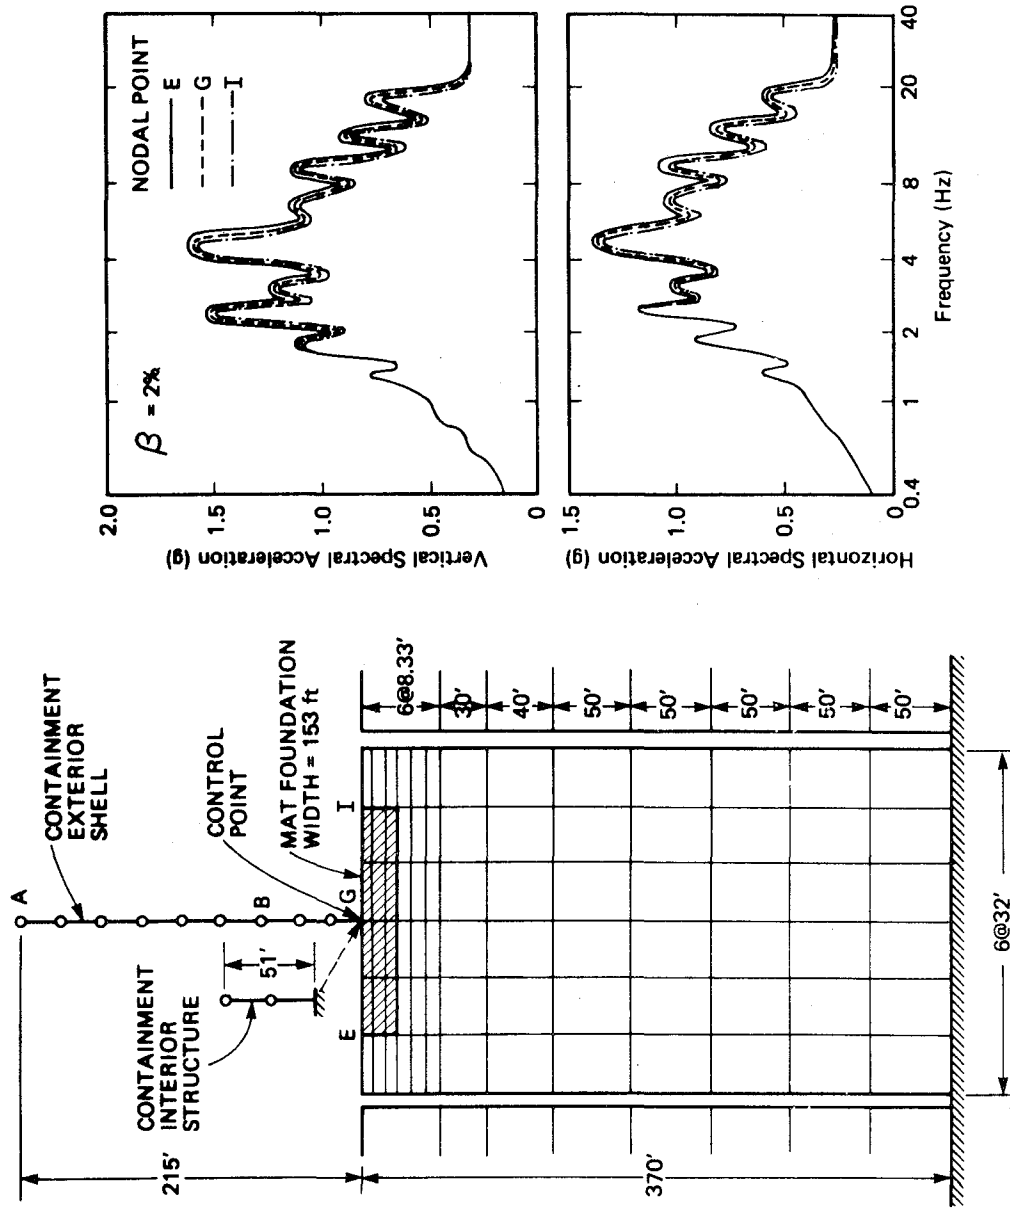 215'
370'
CONTAINMENT
INTERIOR
STRUCTURE
51'
CONTAINMENT
EXTERIOR
SHELL
A
B
CONTROL
POINT
E
G
I
MAT FOUNDATION
WIDTH = 153 ft
6@8.33'
30'
40'
50'
50'
50'
50'
50'
6@32'
β = 2%
NODAL POINT
E
G
I
Vertical Spectral Acceleration (g)
2.0
1.5
1.0
0.5
0
Horizontal Spectral Acceleration (g)
1.5
1.0
0.5
0
0.4
1
2
4
8
20
40
Frequency (Hz)